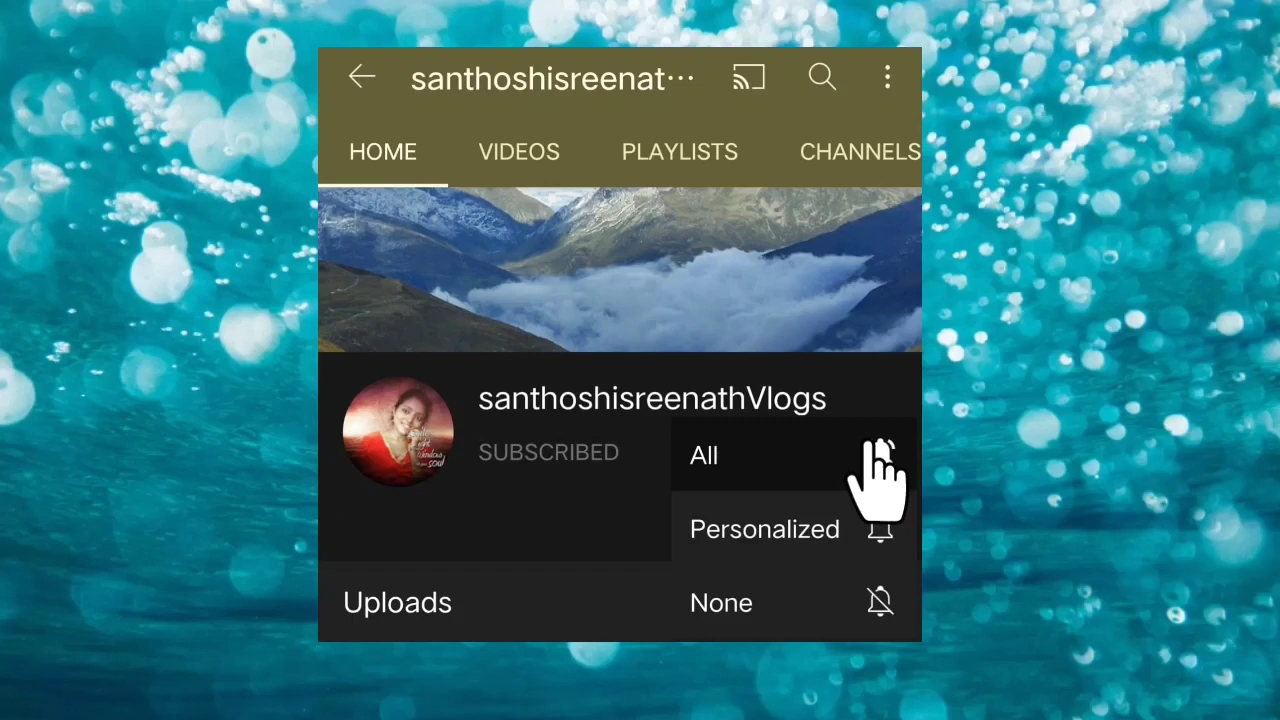 santhoshisreenat...
HOME VIDEOS PLAYLISTS CHANNELS
santhoshisreenathVlogs
SUBSCRIBED
All
Personalized
Uploads
None